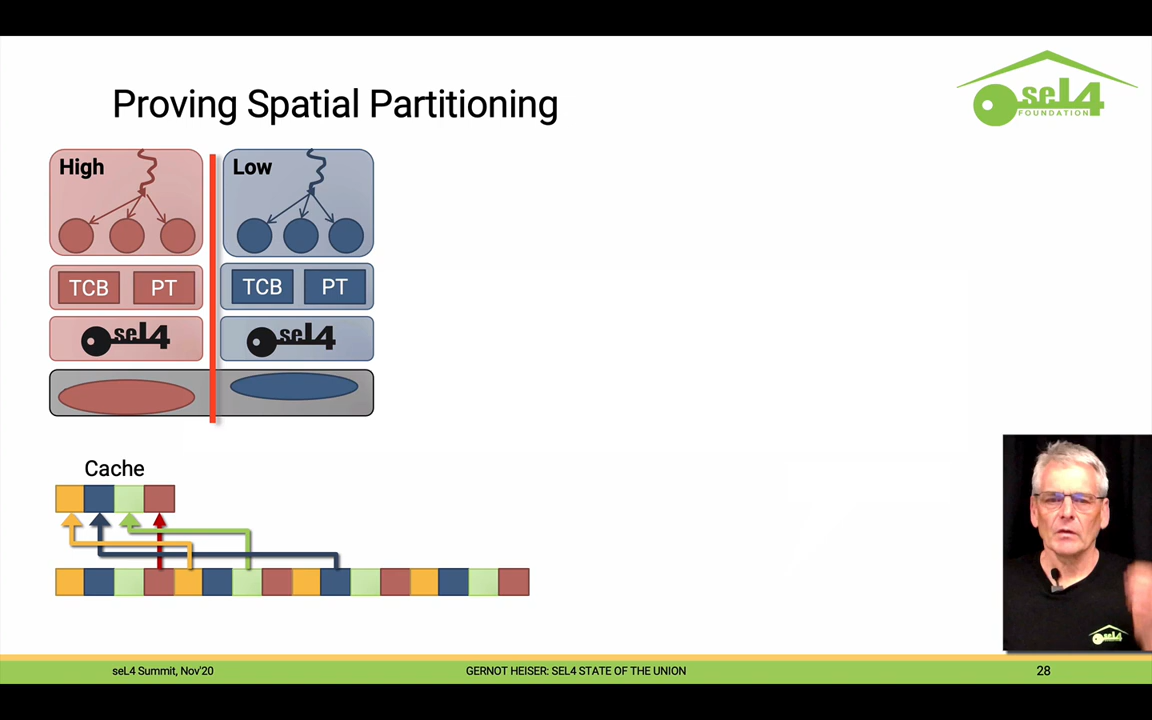 Proving Spatial Partitioning
seL4
FOUNDATION
High
Low
TCB
PT
TCB
PT
seL4
seL4
Cache
seL4 Summit, Nov'20
GERNOT HEISER: SEL4 STATE OF THE UNION
28